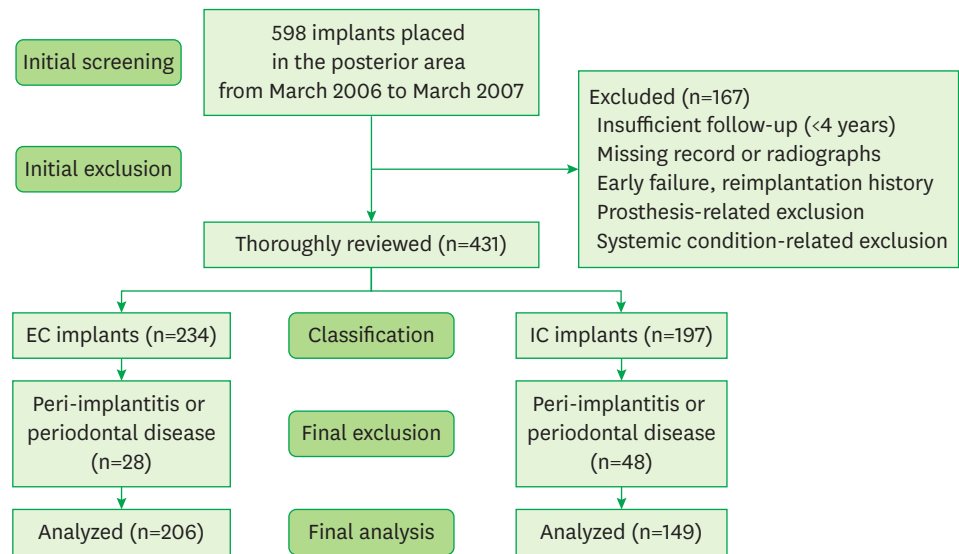 Initial screening
598 implants placed
in the posterior area
from March 2006 to March 2007
Initial exclusion
Excluded (n=167)
Insufficient follow-up (<4 years)
Missing record or radiographs
Early failure, reimplantation history
Prosthesis-related exclusion
Systemic condition-related exclusion
Thoroughly reviewed (n=431)
EC implants (n=234)
Classification
IC implants (n=197)
Peri-implantitis or
periodontal disease
(n=28)
Final exclusion
Peri-implantitis or
periodontal disease
(n=48)
Analyzed (n=206)
Final analysis
Analyzed (n=149)